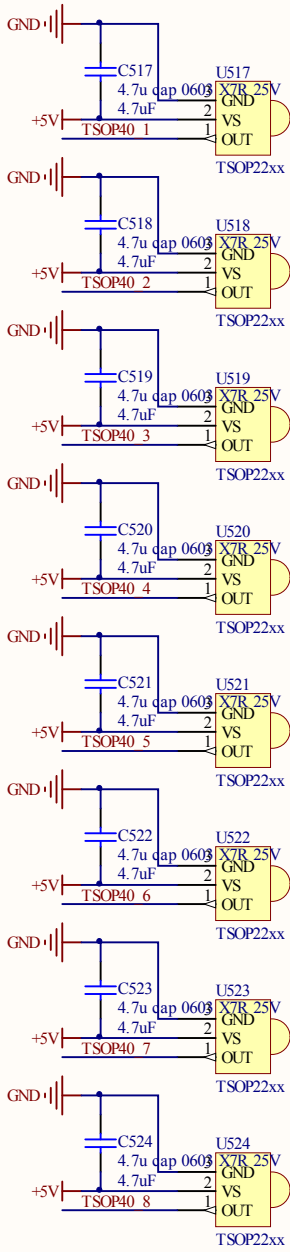 GND
C517
U517
4.7u cap 0603 X7R 25V
3
GND
4.7uF
+5V
2
VS
TSOP40_1
1
OUT
TSOP22xx
GND
C518
U518
4.7u cap 0603 X7R 25V
3
GND
4.7uF
+5V
2
VS
TSOP40_2
1
OUT
TSOP22xx
GND
C519
U519
4.7u cap 0603 X7R 25V
3
GND
4.7uF
+5V
2
VS
TSOP40_3
1
OUT
TSOP22xx
GND
C520
U520
4.7u cap 0603 X7R 25V
3
GND
4.7uF
+5V
2
VS
TSOP40_4
1
OUT
TSOP22xx
GND
C521
U521
4.7u cap 0603 X7R 25V
3
GND
4.7uF
+5V
2
VS
TSOP40_5
1
OUT
TSOP22xx
GND
C522
U522
4.7u cap 0603 X7R 25V
3
GND
4.7uF
+5V
2
VS
TSOP40_6
1
OUT
TSOP22xx
GND
C523
U523
4.7u cap 0603 X7R 25V
3
GND
4.7uF
+5V
2
VS
TSOP40_7
1
OUT
TSOP22xx
GND
C524
U524
4.7u cap 0603 X7R 25V
3
GND
4.7uF
+5V
2
VS
TSOP40_8
1
OUT
TSOP22xx